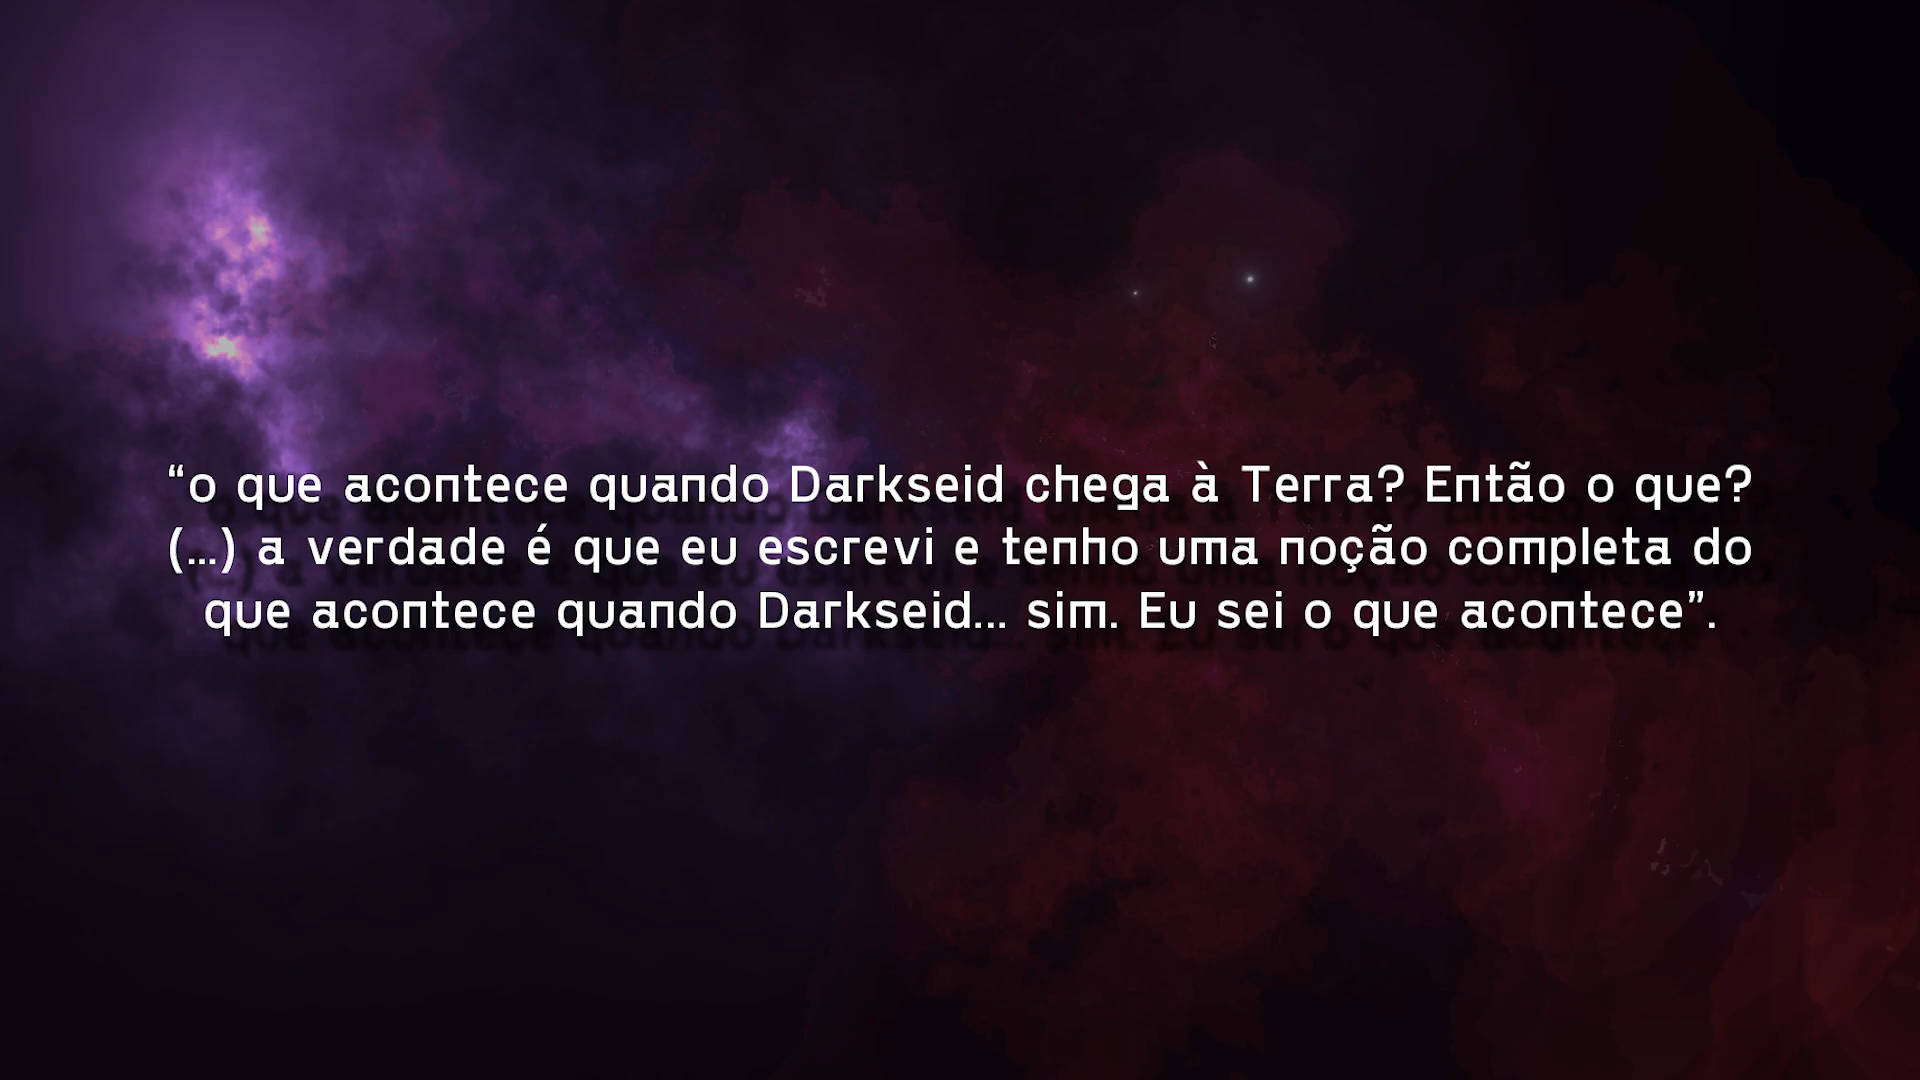 “o que acontece quando Darkseid chega à Terra? Então o que?
(...) a verdade é que eu escrevi e tenho uma noção completa do
que acontece quando Darkseid... sim. Eu sei o que acontece”.